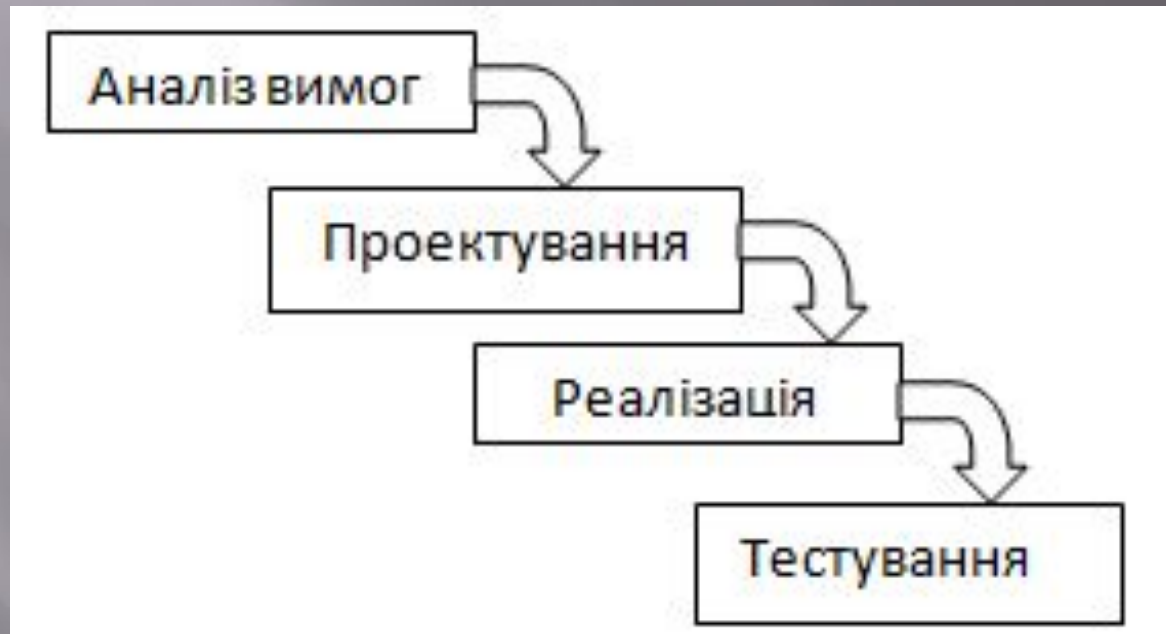 Аналіз вимог
Проектування
Реалізація
Тестування